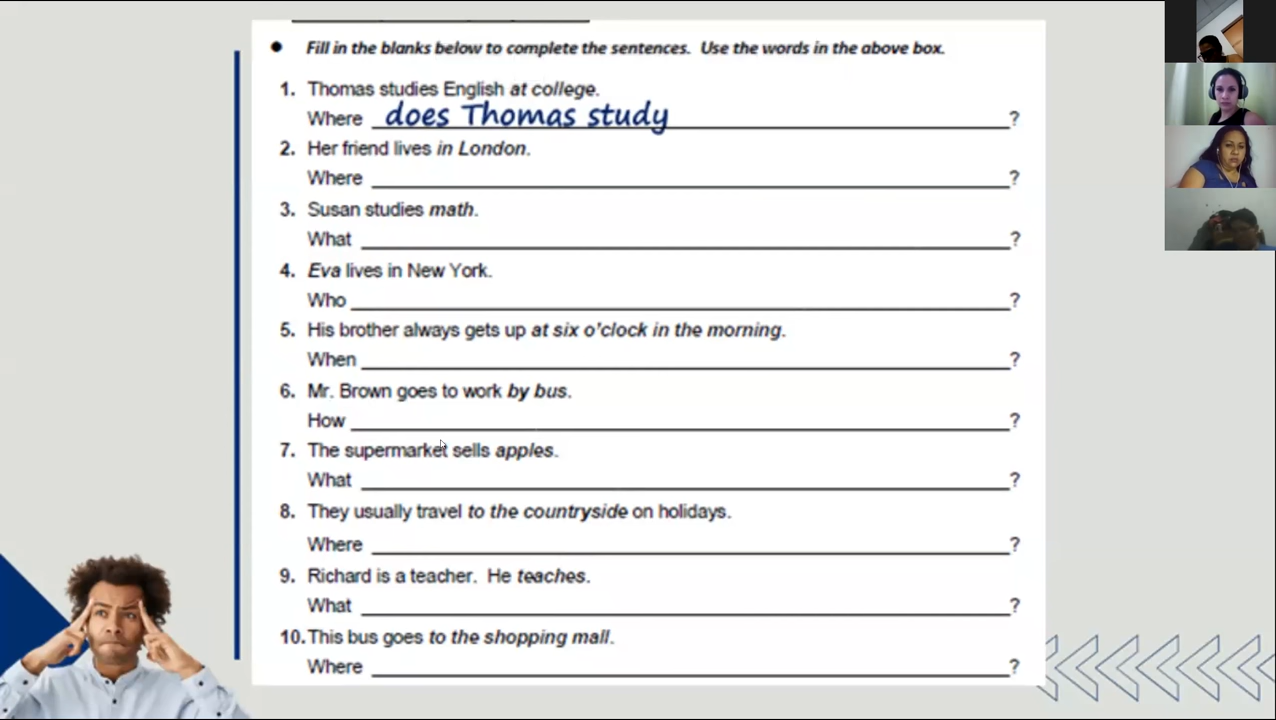 Fill in the blanks below to complete the sentences. Use the words in the above box.
1. Thomas studies English at college.
Where does Thomas study ?
2. Her friend lives in London.
Where ?
3. Susan studies math.
What ?
4. Eva lives in New York.
Who ?
5. His brother always gets up at six o'clock in the morning.
When ?
6. Mr. Brown goes to work by bus.
How ?
7. The supermarket sells apples.
What ?
8. They usually travel to the countryside on holidays.
Where ?
9. Richard is a teacher. He teaches.
What ?
10. This bus goes to the shopping mall.
Where ?